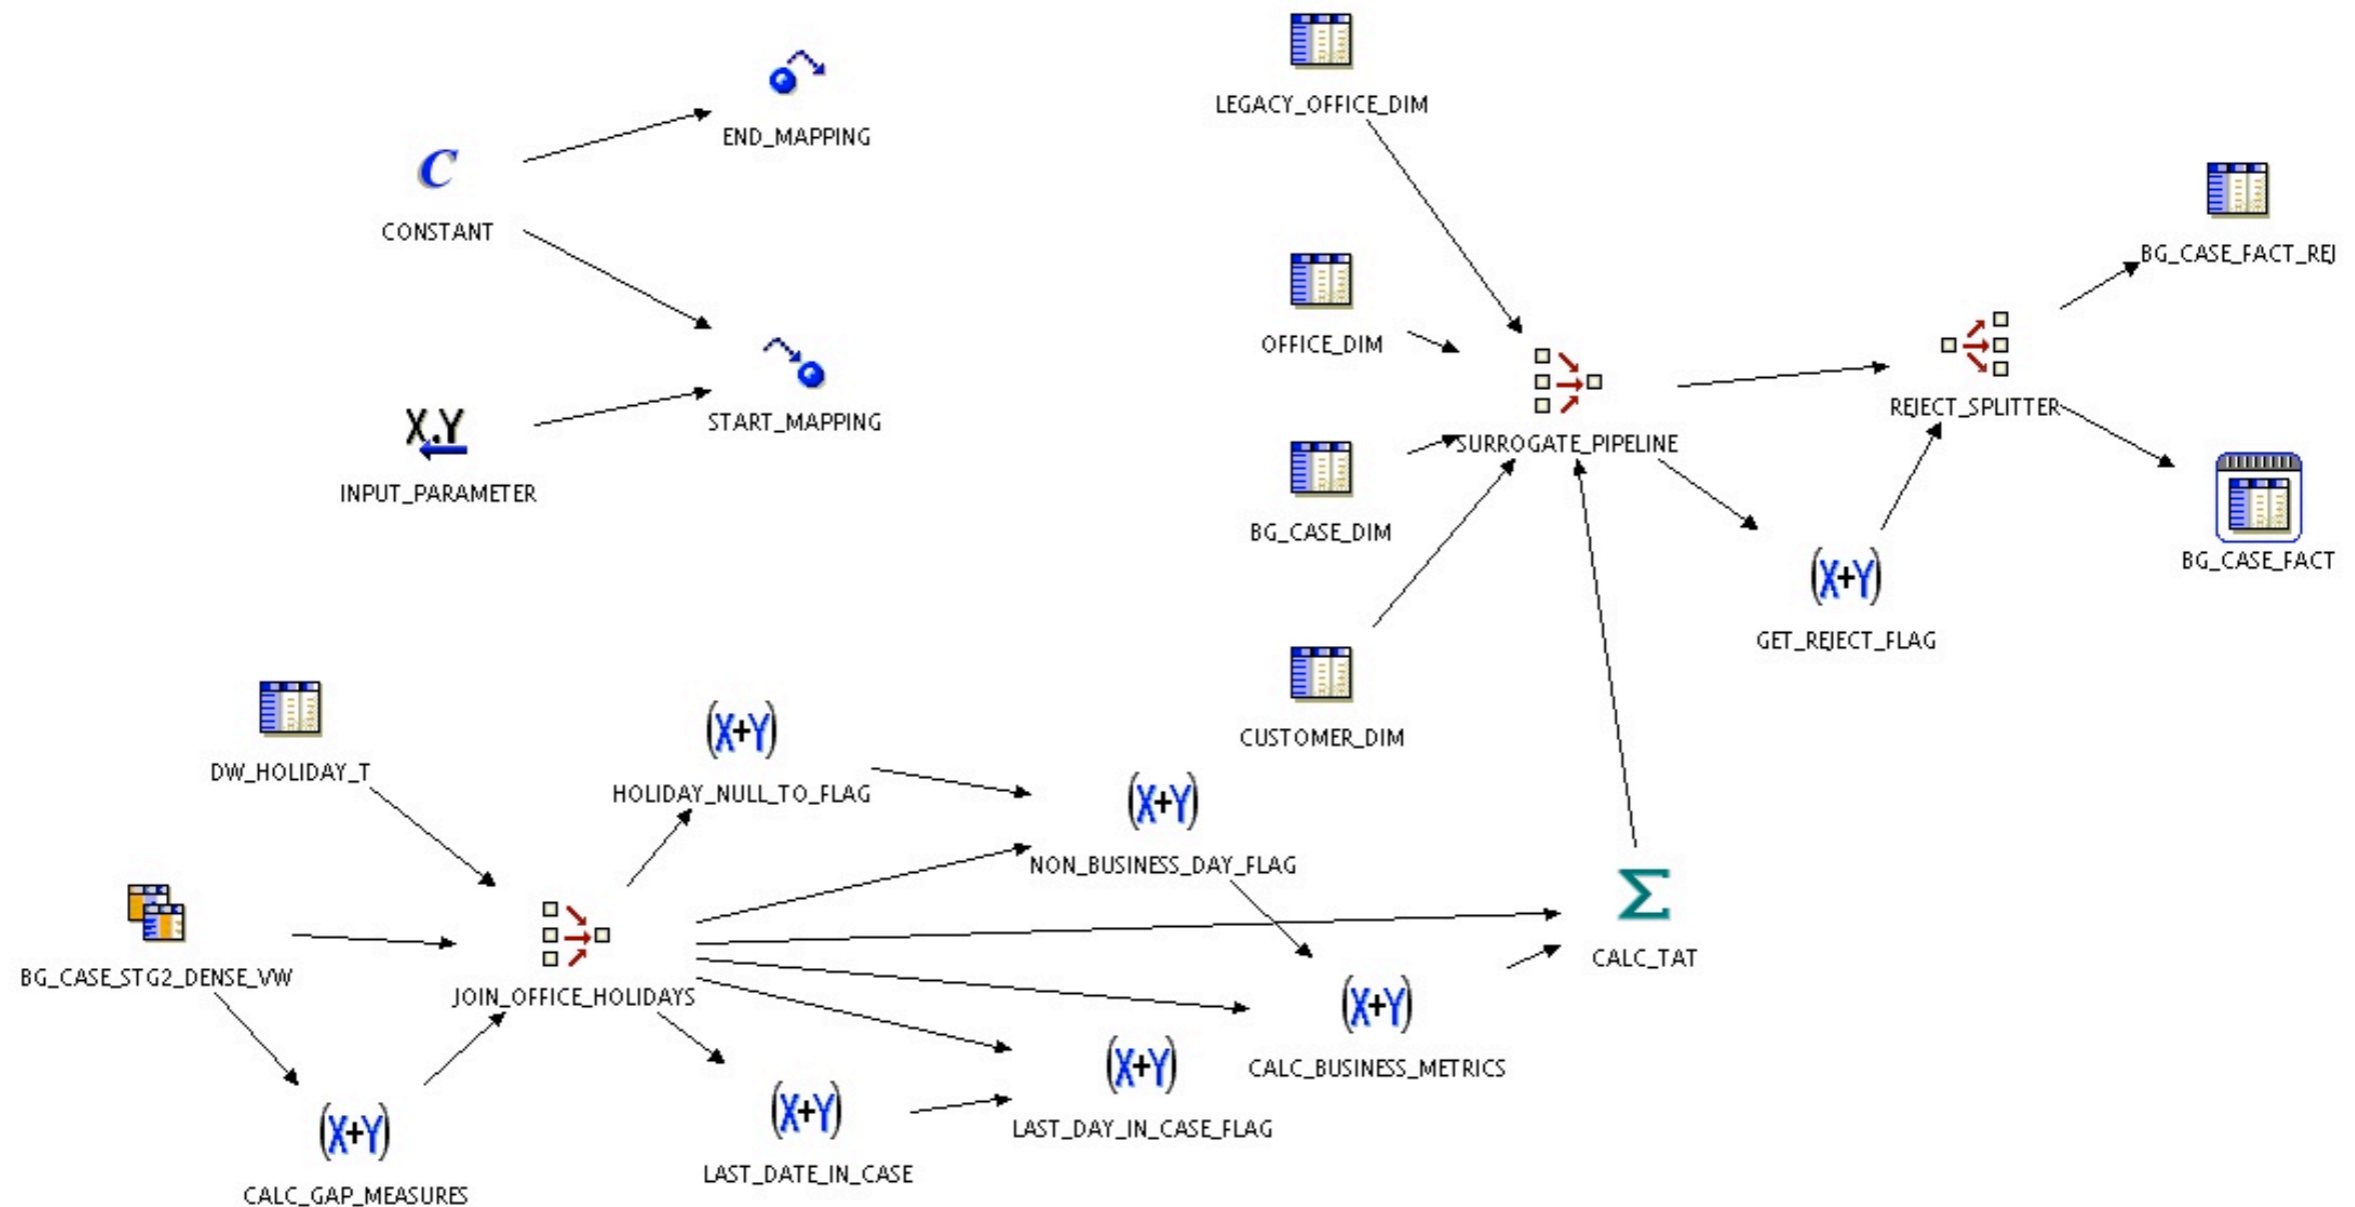 LEGACY_OFFICE_DIM
END_MAPPING
C
CONSTANT
BG_CASE_FACT_REJ
OFFICE_DIM
START_MAPPING
REJECT_SPLITTER
X.Y
SURROGATE_PIPELINE
INPUT_PARAMETER
BG_CASE_DIM
BG_CASE_FACT
(X+Y)
GET_REJECT_FLAG
CUSTOMER_DIM
DW_HOLIDAY_T
(X+Y)
HOLIDAY_NULL_TO_FLAG
(X+Y)
NON_BUSINESS_DAY_FLAG
Σ
CALC_TAT
BG_CASE_STG2_DENSE_VW
JOIN_OFFICE_HOLIDAYS
(X+Y)
CALC_BUSINESS_METRICS
(X+Y)
LAST_DAY_IN_CASE_FLAG
(X+Y)
LAST_DATE_IN_CASE
(X+Y)
CALC_GAP_MEASURES